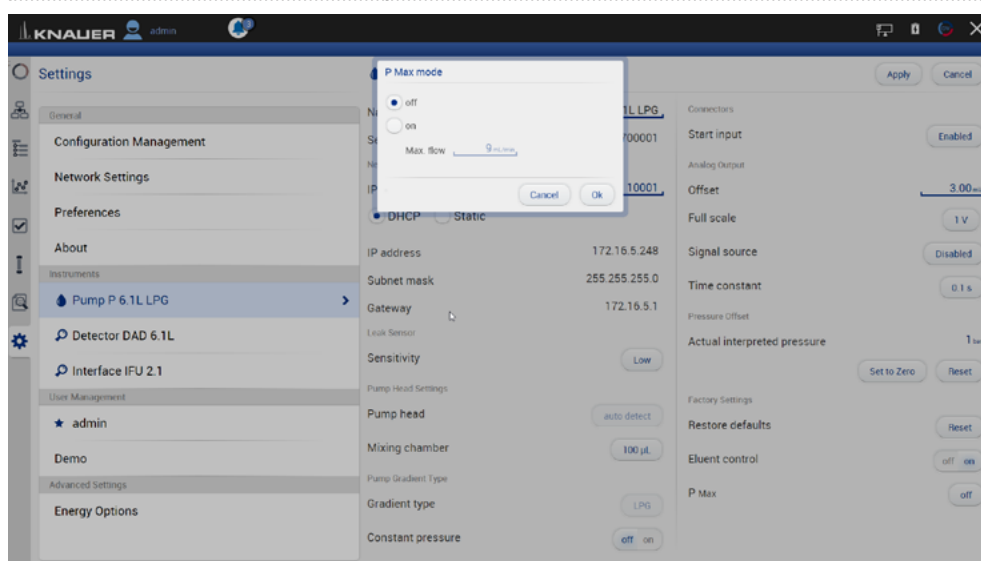 KNAUER admin
Settings
Apply Cancel
General
Configuration Management
Network Settings
Preferences
About
Instruments
Pump P 6.1L LPG
Detector DAD 6.1L
Interface IFU 2.1
User Management
admin
Demo
Advanced Settings
Energy Options
P Max mode
off
on
Max. flow 9 mL/min
Cancel Ok
1L LPG
700001
10001
DHCP Static
IP address 172.16.5.248
Subnet mask 255.255.255.0
Gateway 172.16.5.1
Leak Sensor
Sensitivity Low
Pump Head Settings
Pump head auto detect
Mixing chamber 100 µL
Pump Gradient Type
Gradient type LPG
Constant pressure off on
Connectors
Start input Enabled
Analog Output
Offset 3.00
Full scale 1 V
Signal source Disabled
Time constant 0.1 s
Pressure Offset
Actual interpreted pressure 1
Set to Zero Reset
Factory Settings
Restore defaults Reset
Eluent control off on
P Max off